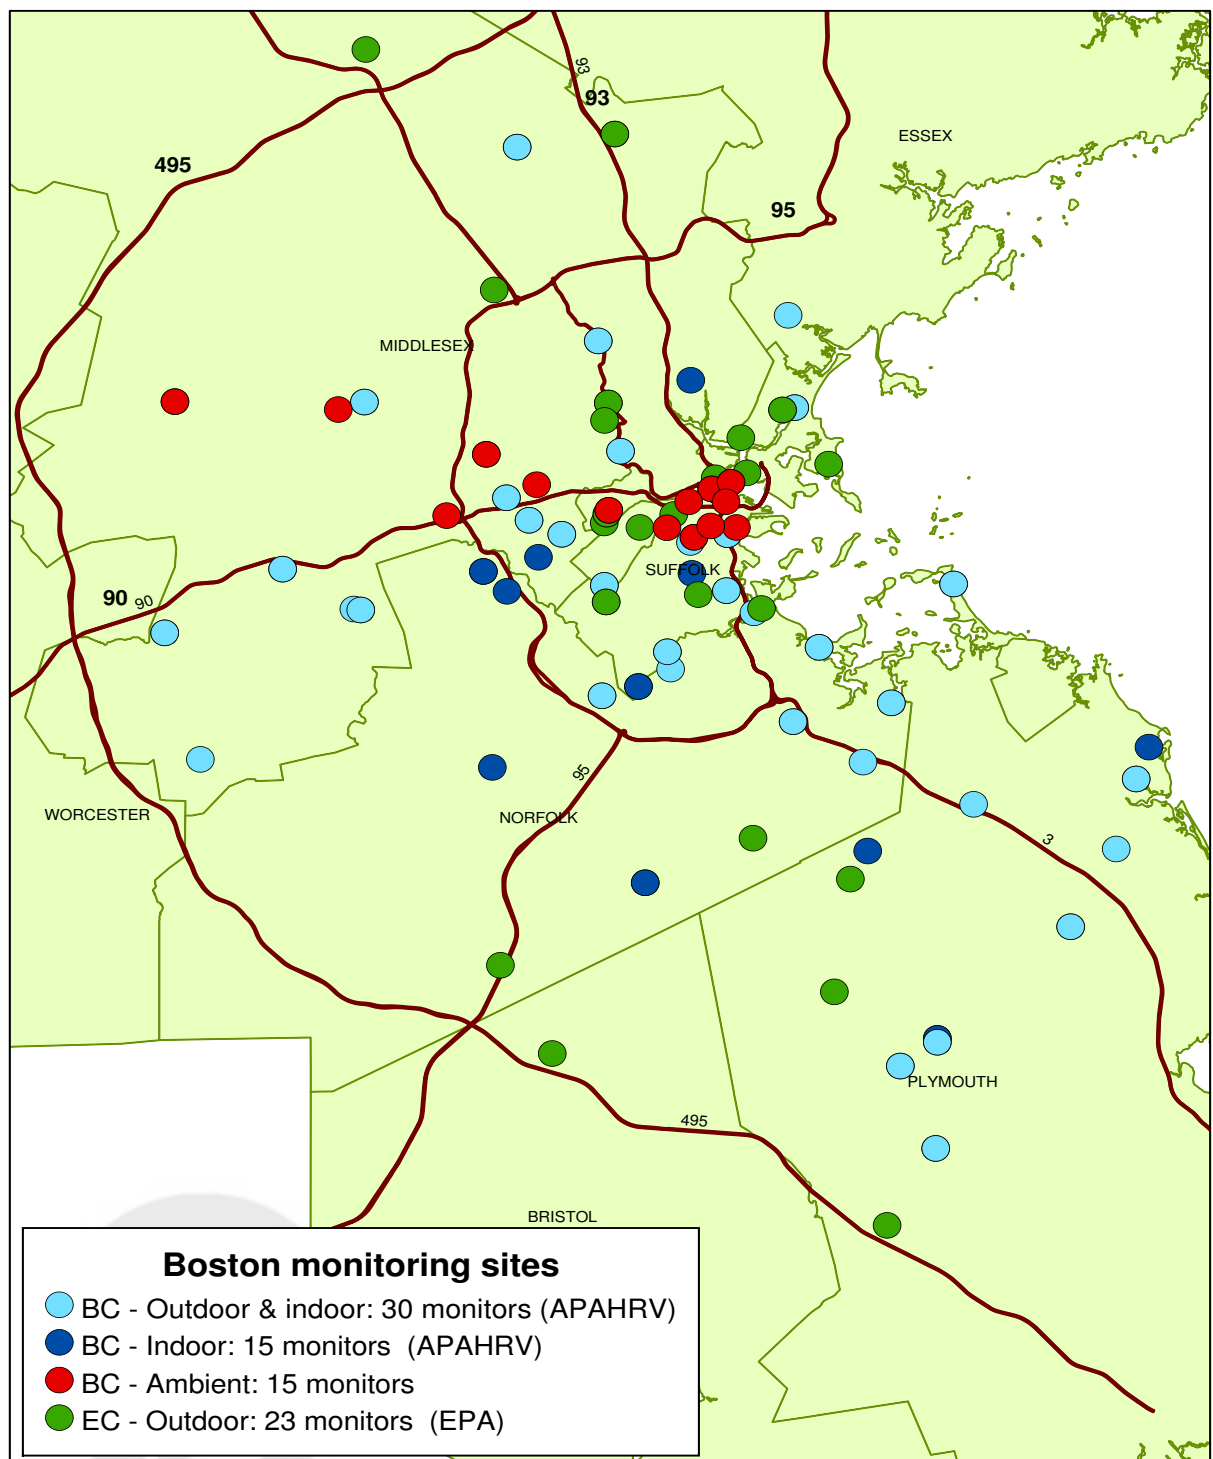 93
93
ESSEX
495
95
MIDDLESEX
SUFFOLK
90
90
95
WORCESTER
NORFOLK
3
PLYMOUTH
495
BRISTOL
Boston monitoring sites
BC - Outdoor & indoor: 30 monitors (APAHRV)
BC - Indoor: 15 monitors (APAHRV)
BC - Ambient: 15 monitors
EC - Outdoor: 23 monitors (EPA)